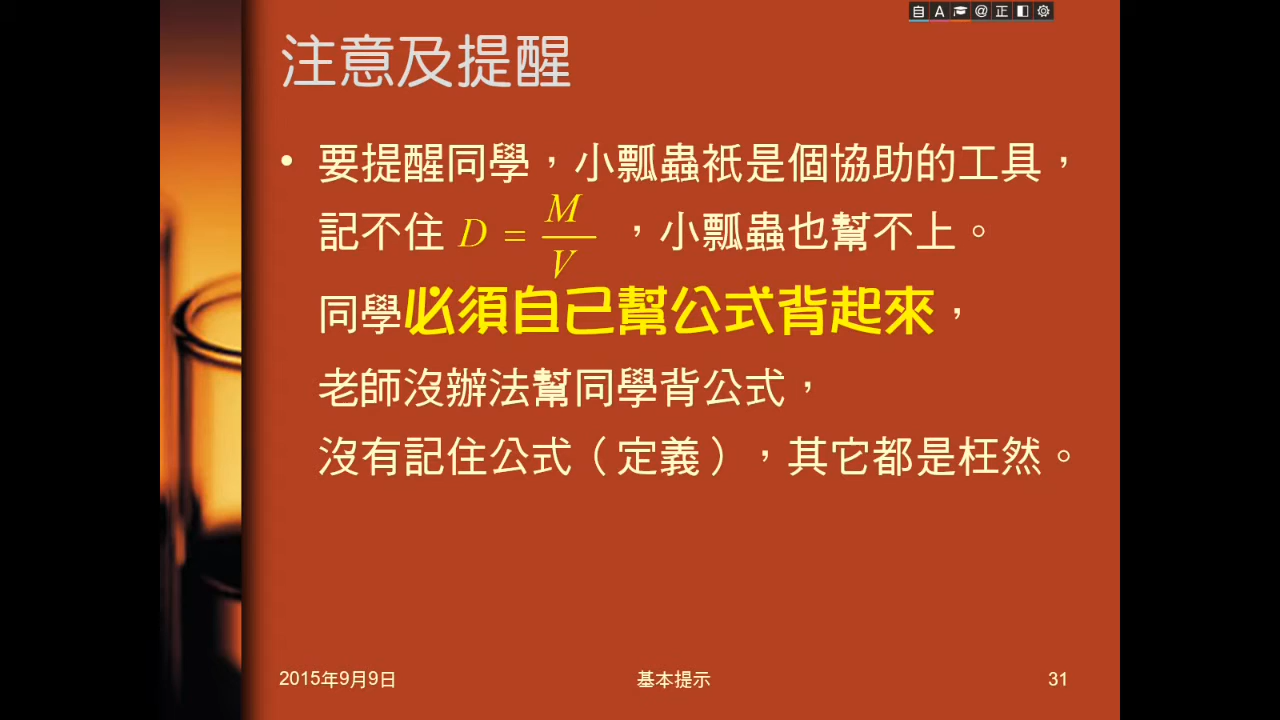 自 A @ 正
注意及提醒
• 要提醒同學，小瓢蟲祇是個協助的工具，
記不住 D = M/V ，小瓢蟲也幫不上。
同學必須自己幫公式背起來，
老師沒辦法幫同學背公式，
沒有記住公式（定義），其它都是枉然。
2015年9月9日 基本提示 31